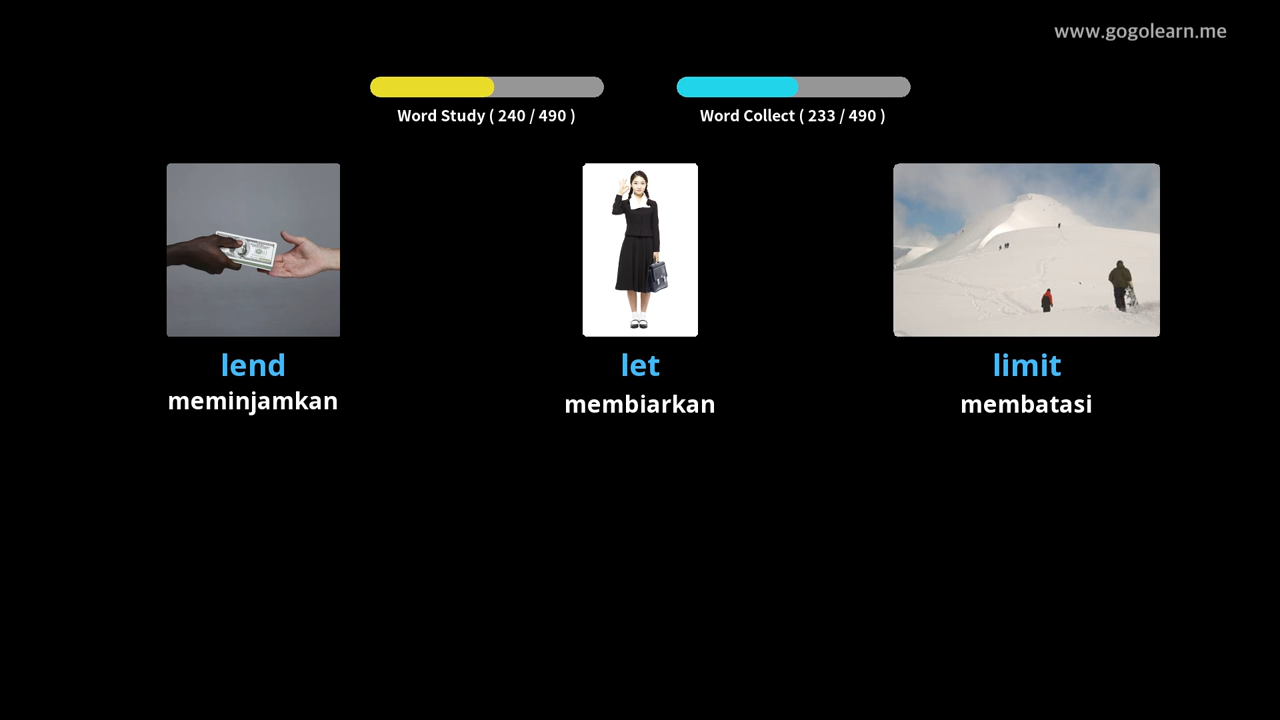 www.gogolearn.me
Word Study ( 240 / 490 )
Word Collect ( 233 / 490 )
lend
meminjamkan
let
membiarkan
limit
membatasi